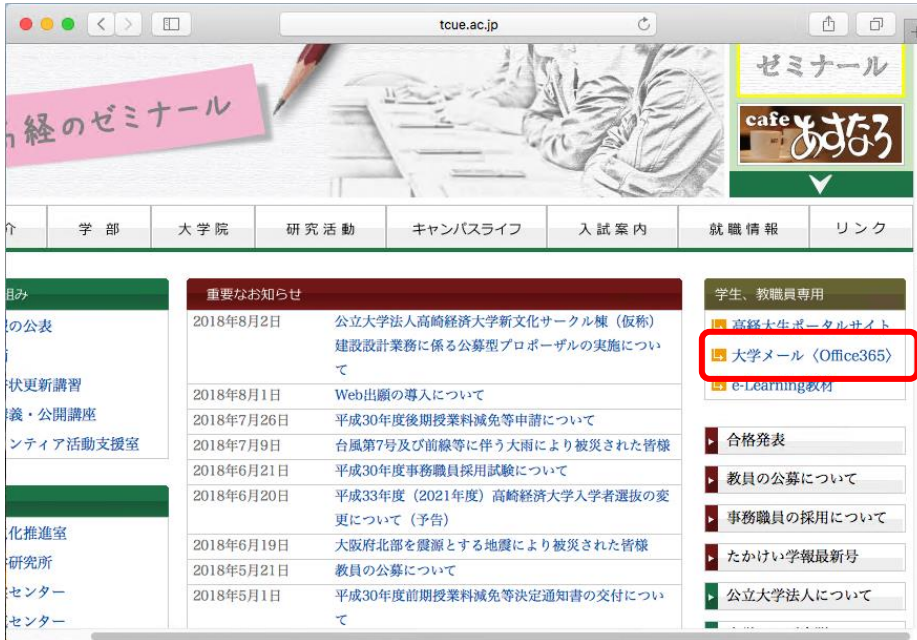 tcue.ac.jp
経のゼミナール
ゼミナール
cafe あすなろ
学部
大学院
研究活動
キャンパスライフ
入試案内
就職情報
リンク
組み
の公表
状更新講習
義・公開講座
ンティア活動支援室
化推進室
研究所
センター
センター
重要なお知らせ
2018年8月2日 公立大学法人高崎経済大学新文化サークル棟（仮称）
建設設計業務に係る公募型プロポーザルの実施につい
て
2018年8月1日 Web出願の導入について
2018年7月26日 平成30年度後期授業料減免等申請について
2018年7月9日 台風第7号及び前線等に伴う大雨により被災された皆様
2018年6月21日 平成30年度事務職員採用試験について
2018年6月20日 平成33年度（2021年度）高崎経済大学入学者選抜の変
更について（予告）
2018年6月19日 大阪府北部を震源とする地震により被災された皆様
2018年5月21日 教員の公募について
2018年5月1日 平成30年度前期授業料減免等決定通知書の交付につい
て
学生、教職員専用
高経大生ポータルサイト
大学メール〈Office365〉
e-Learning教材
合格発表
教員の公募について
事務職員の採用について
たかけい学報最新号
公立大学法人について